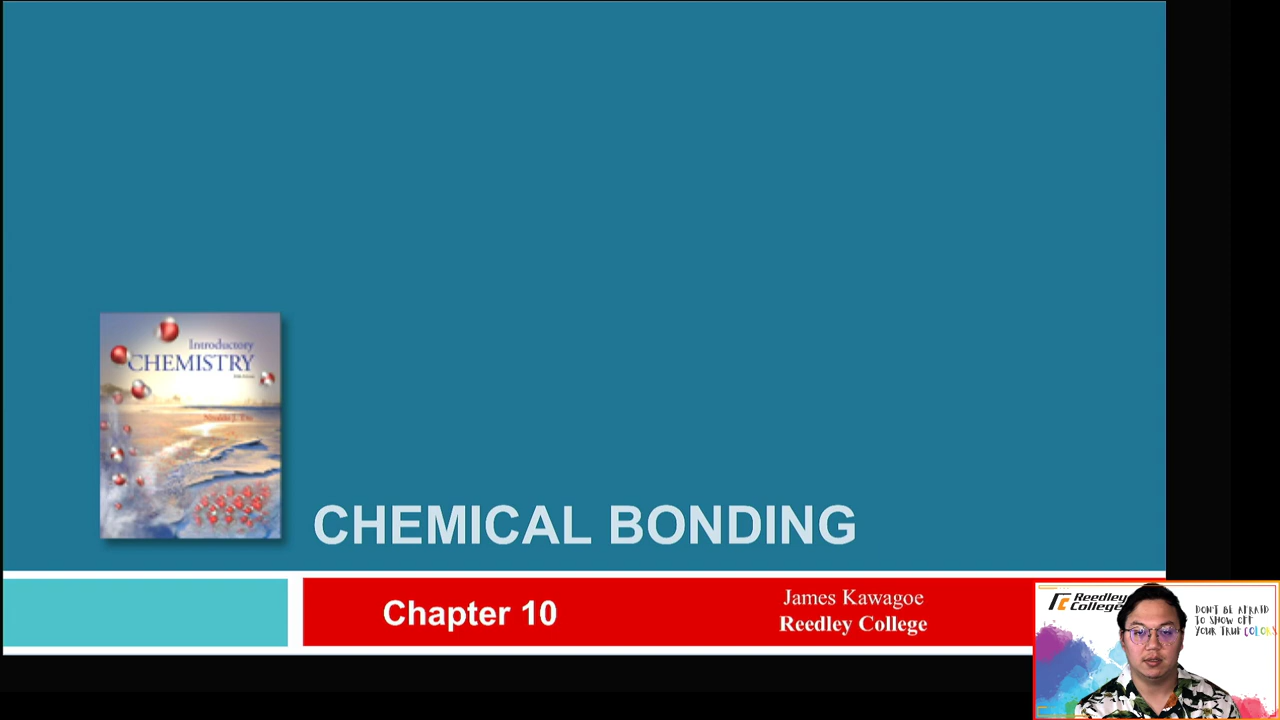 Introductory
CHEMISTRY
CHEMICAL BONDING
Chapter 10
James Kawagoe
Reedley College
Reedley
College
DON'T BE AFRAID
TO SHOW OFF
YOUR TRUE COLORS